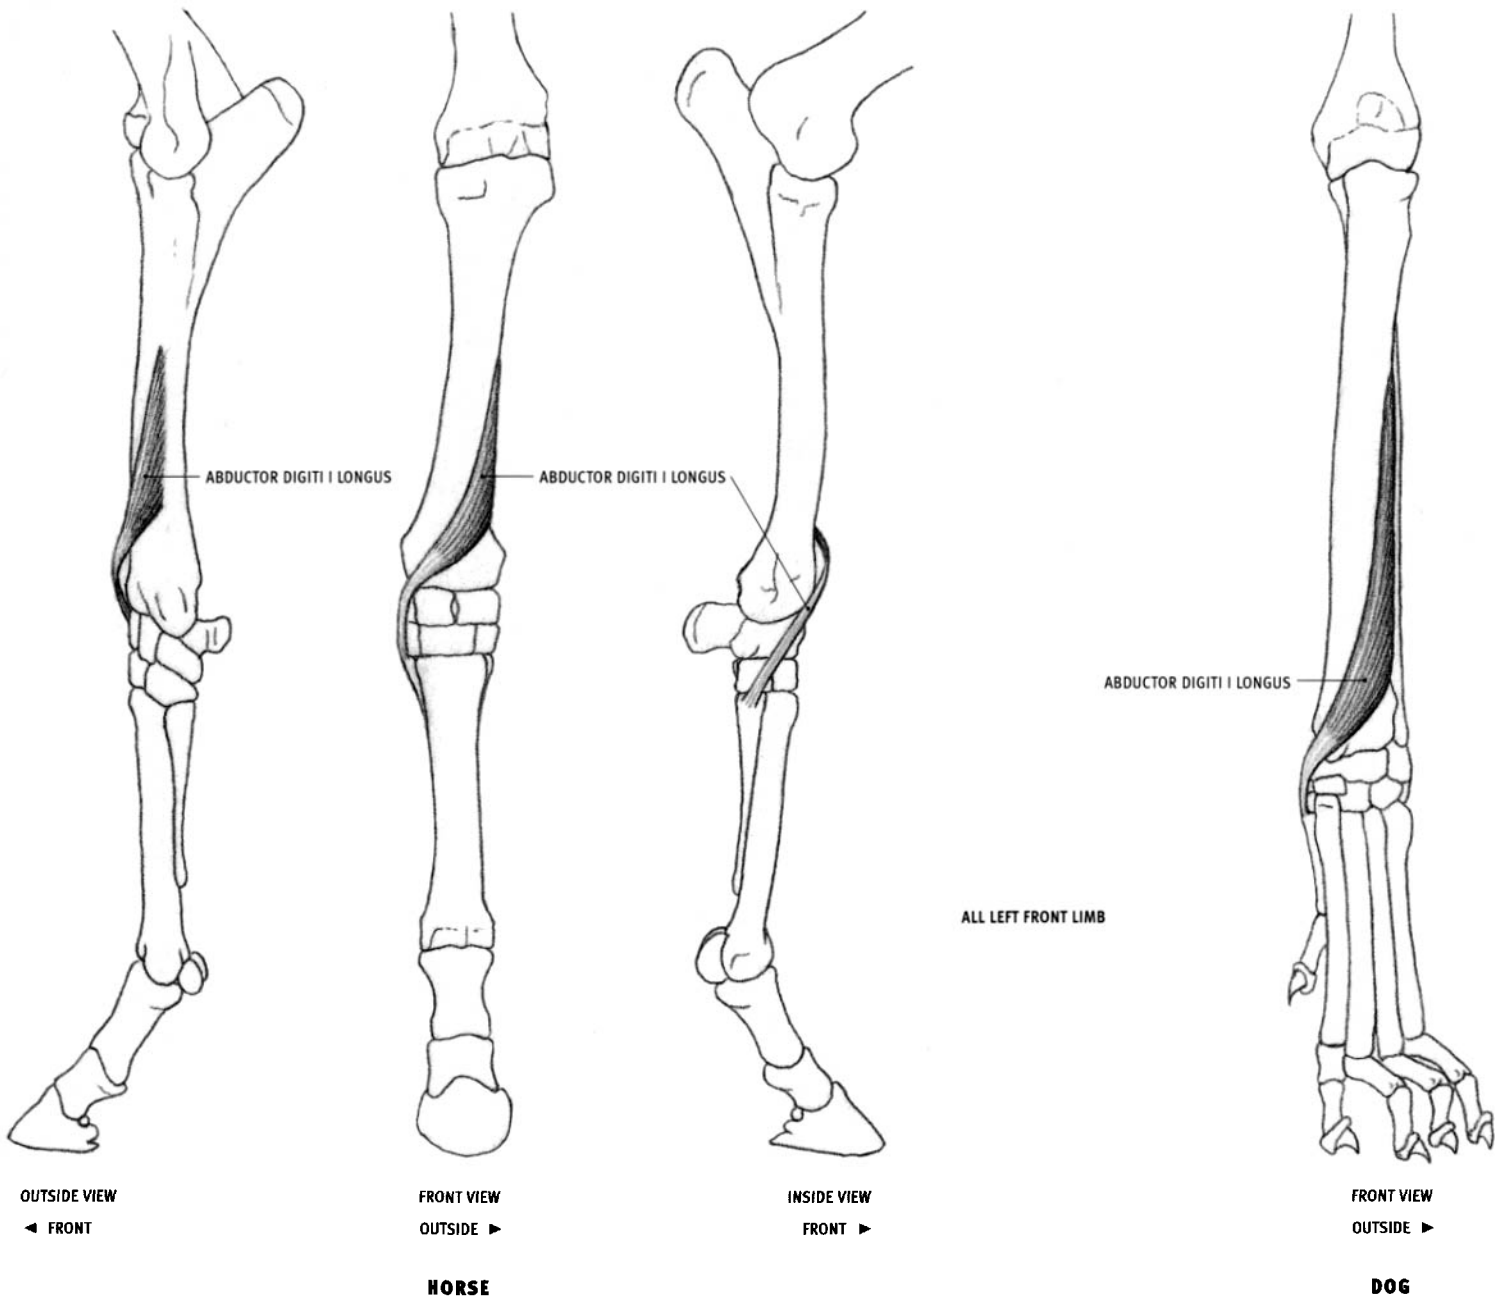 ABDUCTOR DIGITI I LONGUS
ABDUCTOR DIGITI I LONGUS
ABDUCTOR DIGITI I LONGUS
ALL LEFT FRONT LIMB
OUTSIDE VIEW
◄ FRONT
FRONT VIEW
OUTSIDE ►
INSIDE VIEW
FRONT ►
FRONT VIEW
OUTSIDE ►
HORSE
DOG